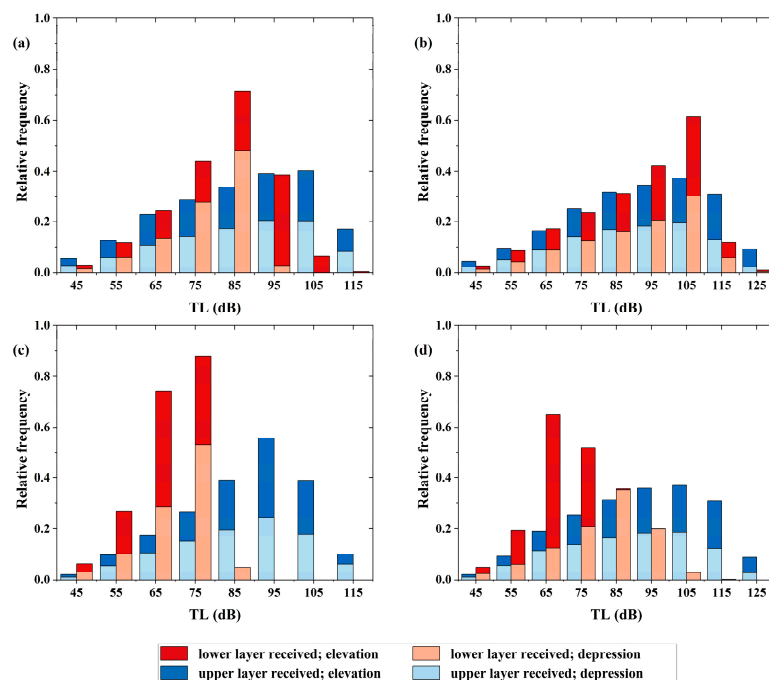 (a)
Relative frequency
1.0
0.8
0.6
0.4
0.2
0.0
45 55 65 75 85 95 105 115
TL (dB)
(b)
Relative frequency
1.0
0.8
0.6
0.4
0.2
0.0
45 55 65 75 85 95 105 115 125
TL (dB)
(c)
Relative frequency
1.0
0.8
0.6
0.4
0.2
0.0
45 55 65 75 85 95 105 115
TL (dB)
(d)
Relative frequency
1.0
0.8
0.6
0.4
0.2
0.0
45 55 65 75 85 95 105 115 125
TL (dB)
lower layer received; elevation
lower layer received; depression
upper layer received; elevation
upper layer received; depression